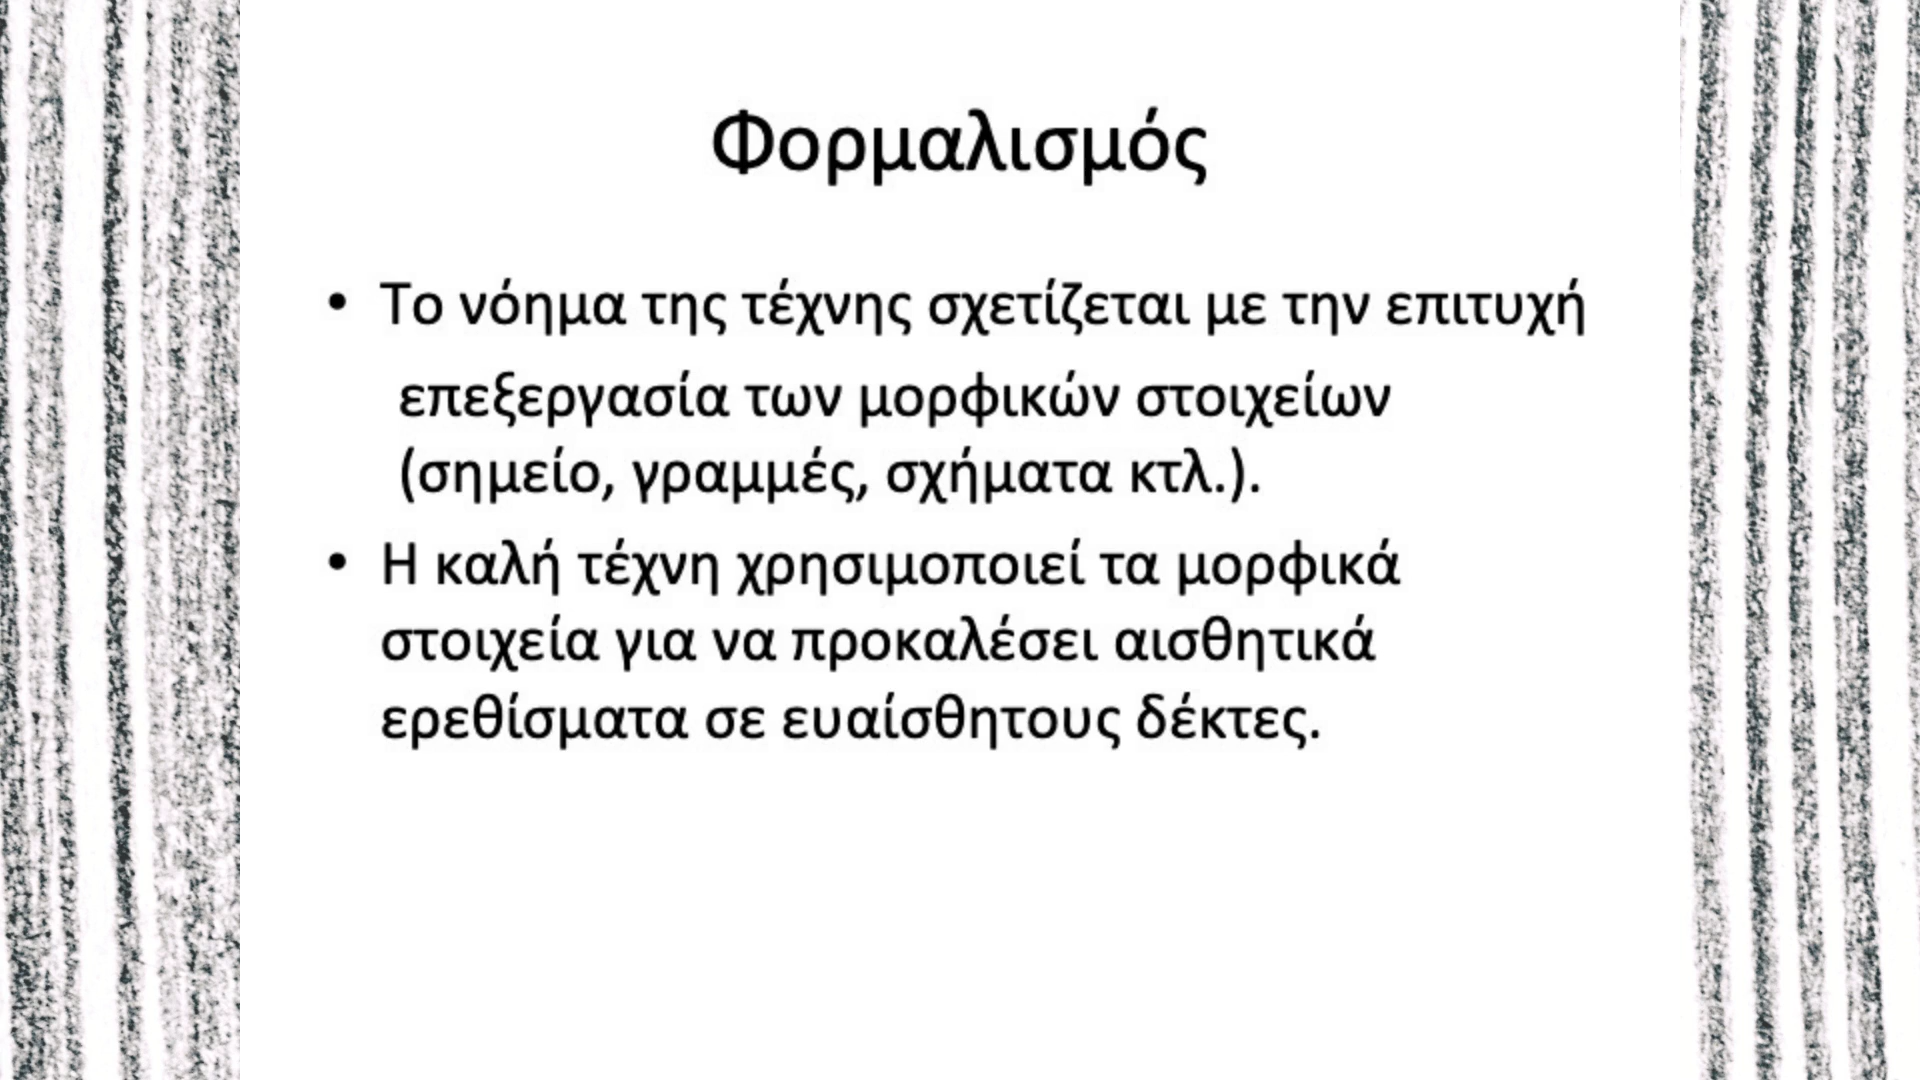 Φορμαλισμός
• Το νόημα της τέχνης σχετίζεται με την επιτυχή
επεξεργασία των μορφικών στοιχείων
(σημείο, γραμμές, σχήματα κτλ.).
• Η καλή τέχνη χρησιμοποιεί τα μορφικά
στοιχεία για να προκαλέσει αισθητικά
ερεθίσματα σε ευαίσθητους δέκτες.